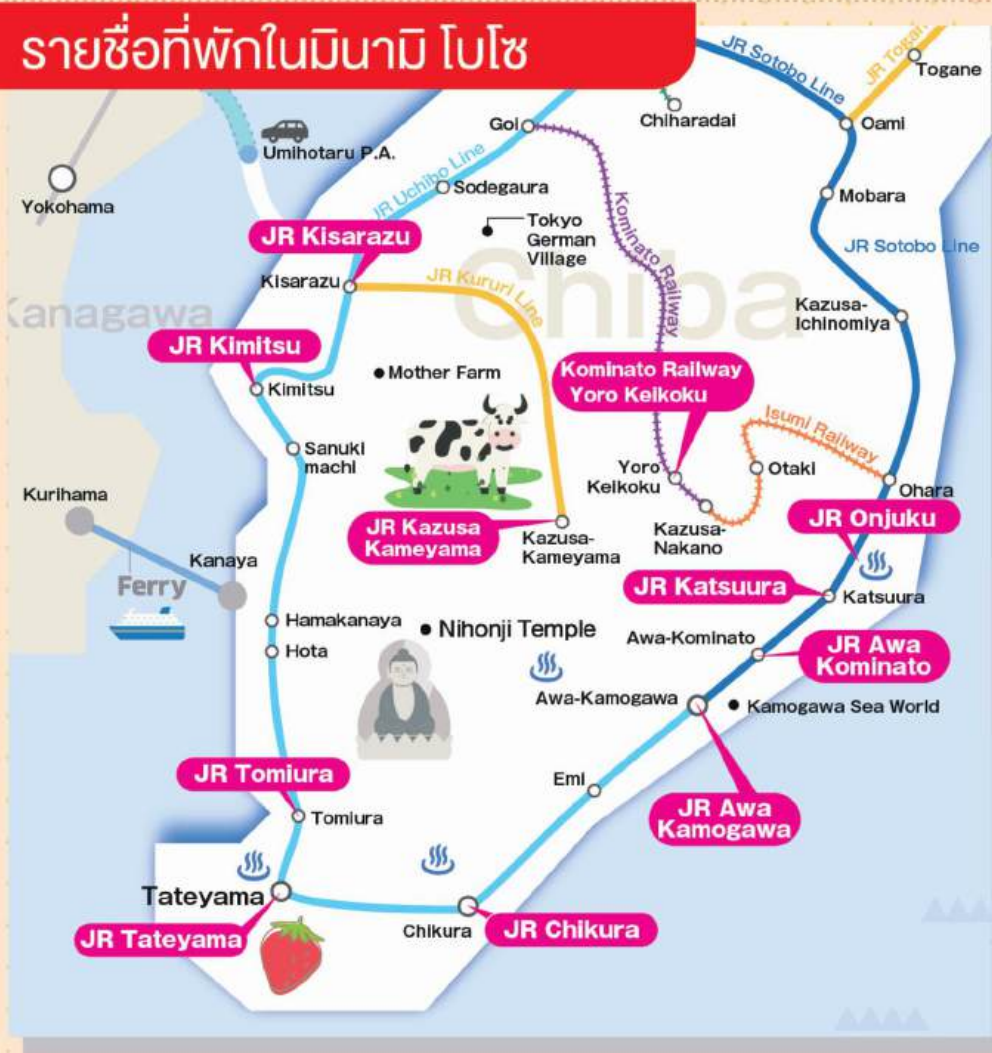 รายชื่อที่พักในมินามิ โบโซ
JR Sotobo Line
JR Togane
Togane
Chiharadai
Oami
Goi
Umihotaru P.A.
JR Uchibo Line
Sodegaura
Mobara
Yokohama
Kominato Railway
Tokyo
German
Village
JR Kisarazu
JR Sotobo Line
Kisarazu
JR Kururi Line
Chiba
Kanagawa
Kazusa-
Ichinomiya
JR Kimitsu
Mother Farm
Kominato Railway
Yoro Keikoku
Kimitsu
Isumi Railway
Sanuki
machi
Yoro
Keikoku
Otaki
Ohara
Kurihama
JR Onjuku
JR Kazusa
Kameyama
Kazusa-
Kameyama
Kazusa-
Nakano
Kanaya
Ferry
JR Katsuura
Katsuura
Hamakanaya
Nihonji Temple
Awa-Kominato
JR Awa
Kominato
Hota
Awa-Kamogawa
Kamogawa Sea World
JR Tomiura
Emi
Tomiura
JR Awa
Kamogawa
Tateyama
JR Tateyama
Chikura
JR Chikura